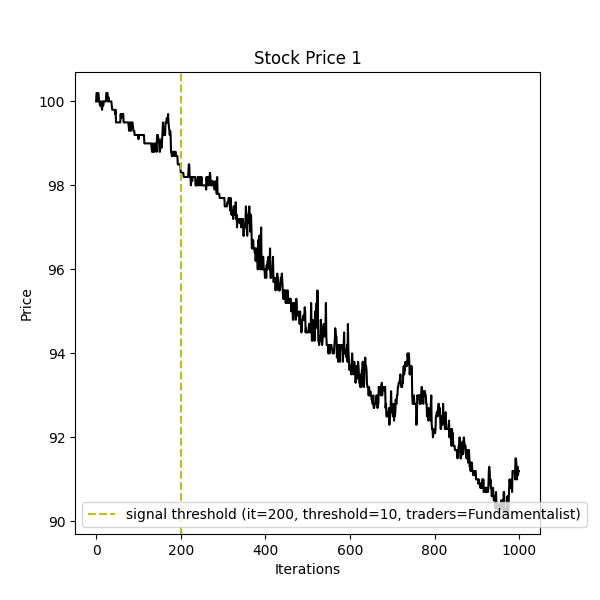 Stock Price 1
Price
100
98
96
94
92
90
signal threshold (it=200, threshold=10, traders=Fundamentalist)
0 200 400 600 800 1000
Iterations